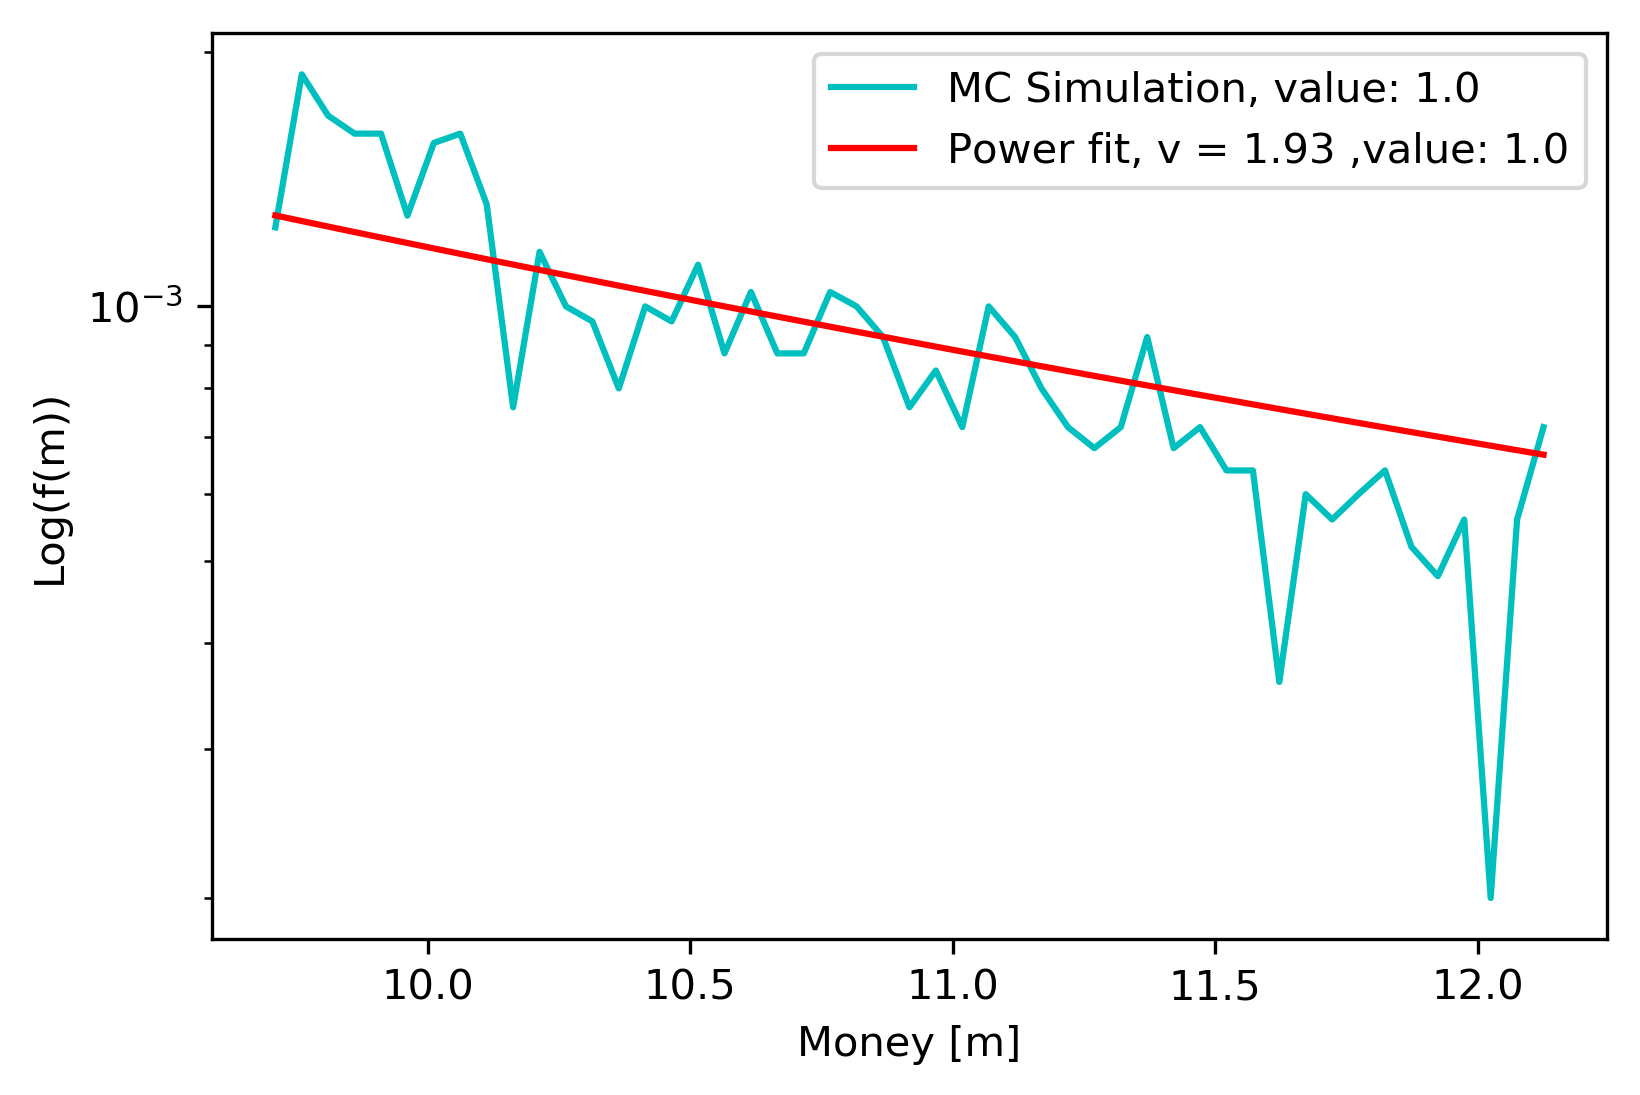 MC Simulation, value: 1.0
Power fit, v = 1.93 ,value: 1.0
10⁻³
Log(f(m))
10.0 10.5 11.0 11.5 12.0
Money [m]